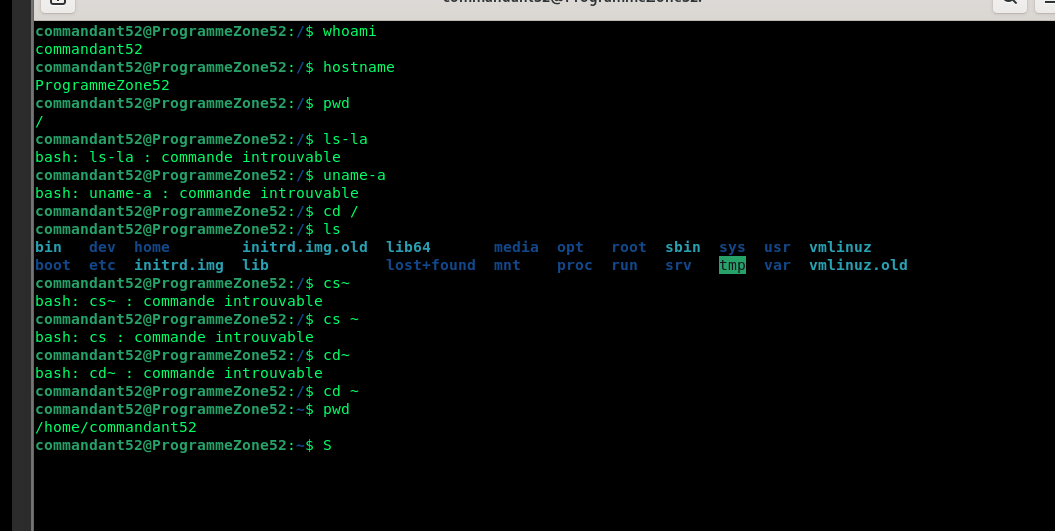 commandant52@ProgrammeZone52:/$ whoami
commandant52
commandant52@ProgrammeZone52:/$ hostname
ProgrammeZone52
commandant52@ProgrammeZone52:/$ pwd
/
commandant52@ProgrammeZone52:/$ ls-la
bash: ls-la : commande introuvable
commandant52@ProgrammeZone52:/$ uname-a
bash: uname-a : commande introuvable
commandant52@ProgrammeZone52:/$ cd /
commandant52@ProgrammeZone52:/$ ls
bin dev home initrd.img.old lib64 media opt root sbin sys usr vmlinuz
boot etc initrd.img lib lost+found mnt proc run srv tmp var vmlinuz.old
commandant52@ProgrammeZone52:/$ cs~
bash: cs~ : commande introuvable
commandant52@ProgrammeZone52:/$ cs ~
bash: cs : commande introuvable
commandant52@ProgrammeZone52:/$ cd~
bash: cd~ : commande introuvable
commandant52@ProgrammeZone52:/$ cd ~
commandant52@ProgrammeZone52:~$ pwd
/home/commandant52
commandant52@ProgrammeZone52:~$ S